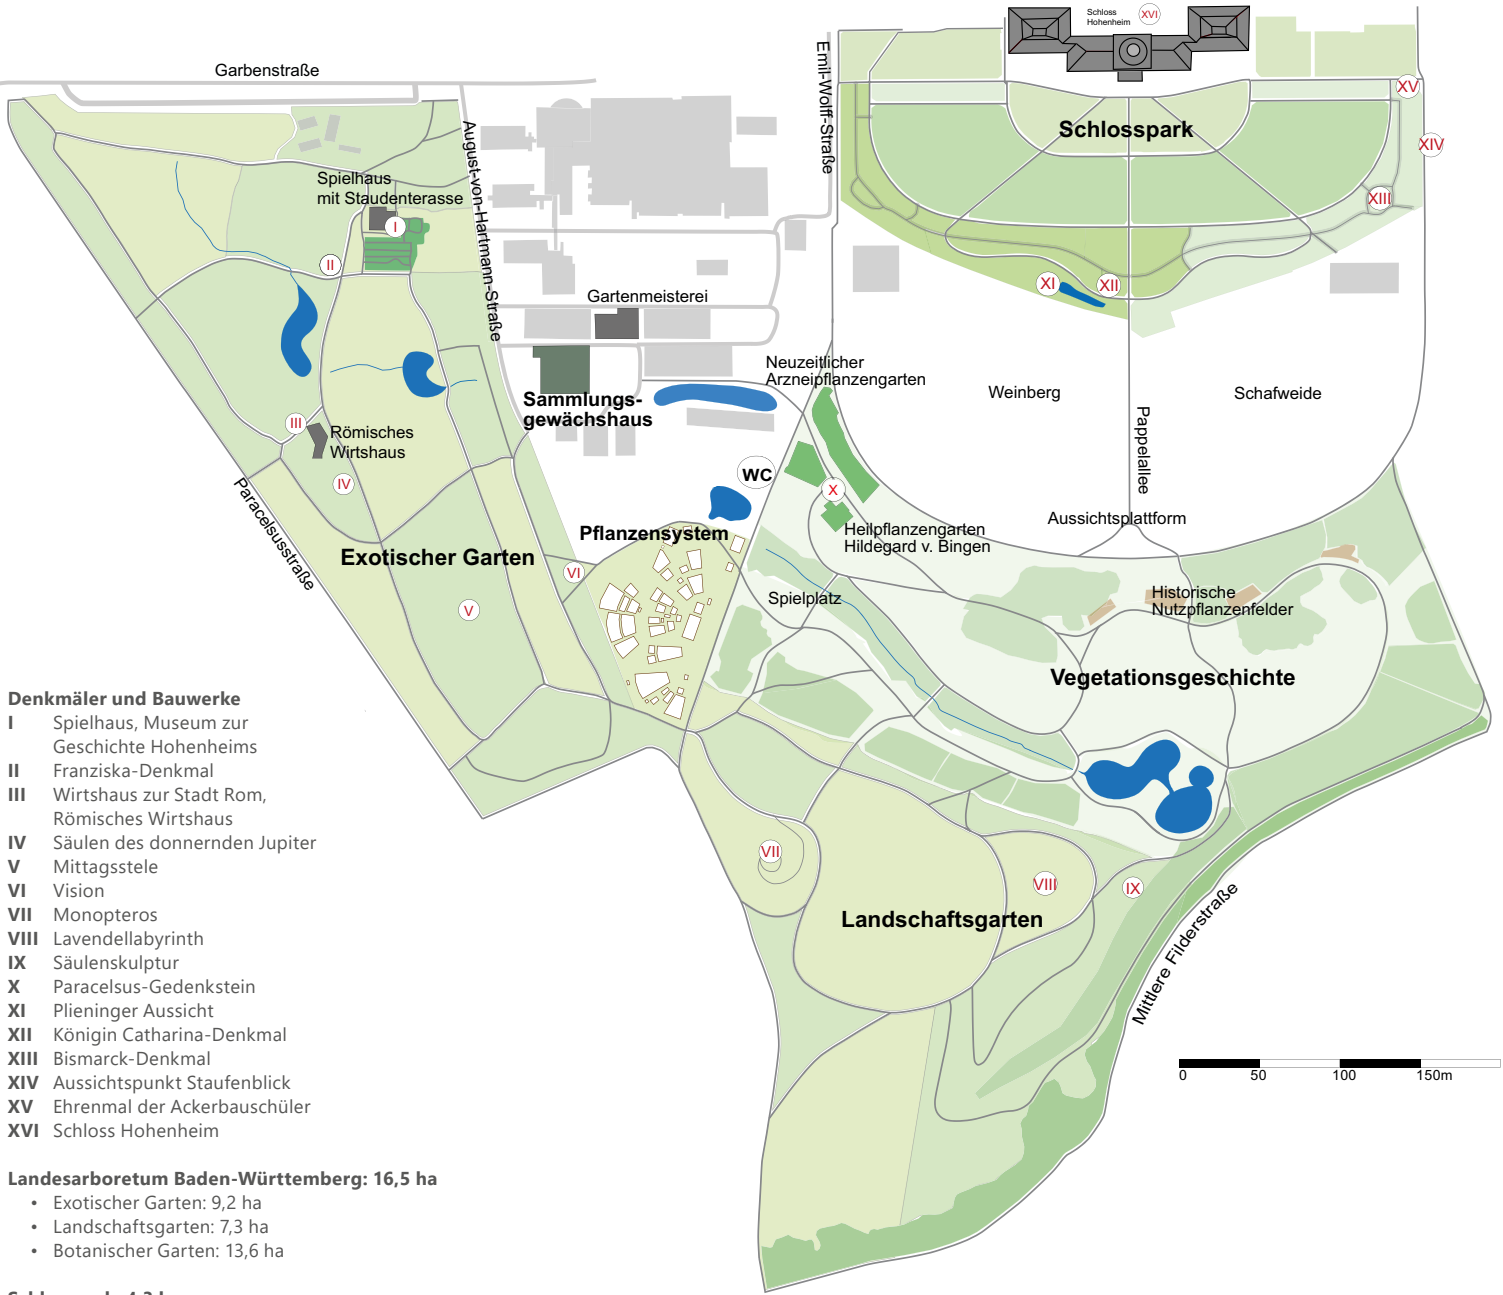 Schloss
Hohenheim
XVI
Garbenstraße
Emil-Wolff-Straße
XV
Schlosspark
XIV
August-von-Hartmann-Straße
Spielhaus
mit Staudenterasse
I
XIII
II
XI
XII
Gartenmeisterei
Neuzeitlicher
Arzneipflanzengarten
Weinberg
Schafweide
Sammlungs-
gewächshaus
Pappelallee
III
Römisches
Wirtshaus
WC
IV
X
Paracelsusstraße
Aussichtsplattform
Pflanzensystem
Heilpflanzengarten
Hildegard v. Bingen
Exotischer Garten
VI
Spielplatz
Historische
Nutzpflanzenfelder
V
Vegetationsgeschichte
VII
VIII
IX
Landschaftsgarten
Mittlere Filderstraße
0 50 100 150m
Denkmäler und Bauwerke
I Spielhaus, Museum zur
Geschichte Hohenheims
II Franziska-Denkmal
III Wirtshaus zur Stadt Rom,
Römisches Wirtshaus
IV Säulen des donnernden Jupiter
V Mittagsstele
VI Vision
VII Monopteros
VIII Lavendellabyrinth
IX Säulenskulptur
X Paracelsus-Gedenkstein
XI Plieninger Aussicht
XII Königin Catharina-Denkmal
XIII Bismarck-Denkmal
XIV Aussichtspunkt Staufenblick
XV Ehrenmal der Ackerbauschüler
XVI Schloss Hohenheim
Landesarboretum Baden-Württemberg: 16,5 ha
• Exotischer Garten: 9,2 ha
• Landschaftsgarten: 7,3 ha
• Botanischer Garten: 13,6 ha